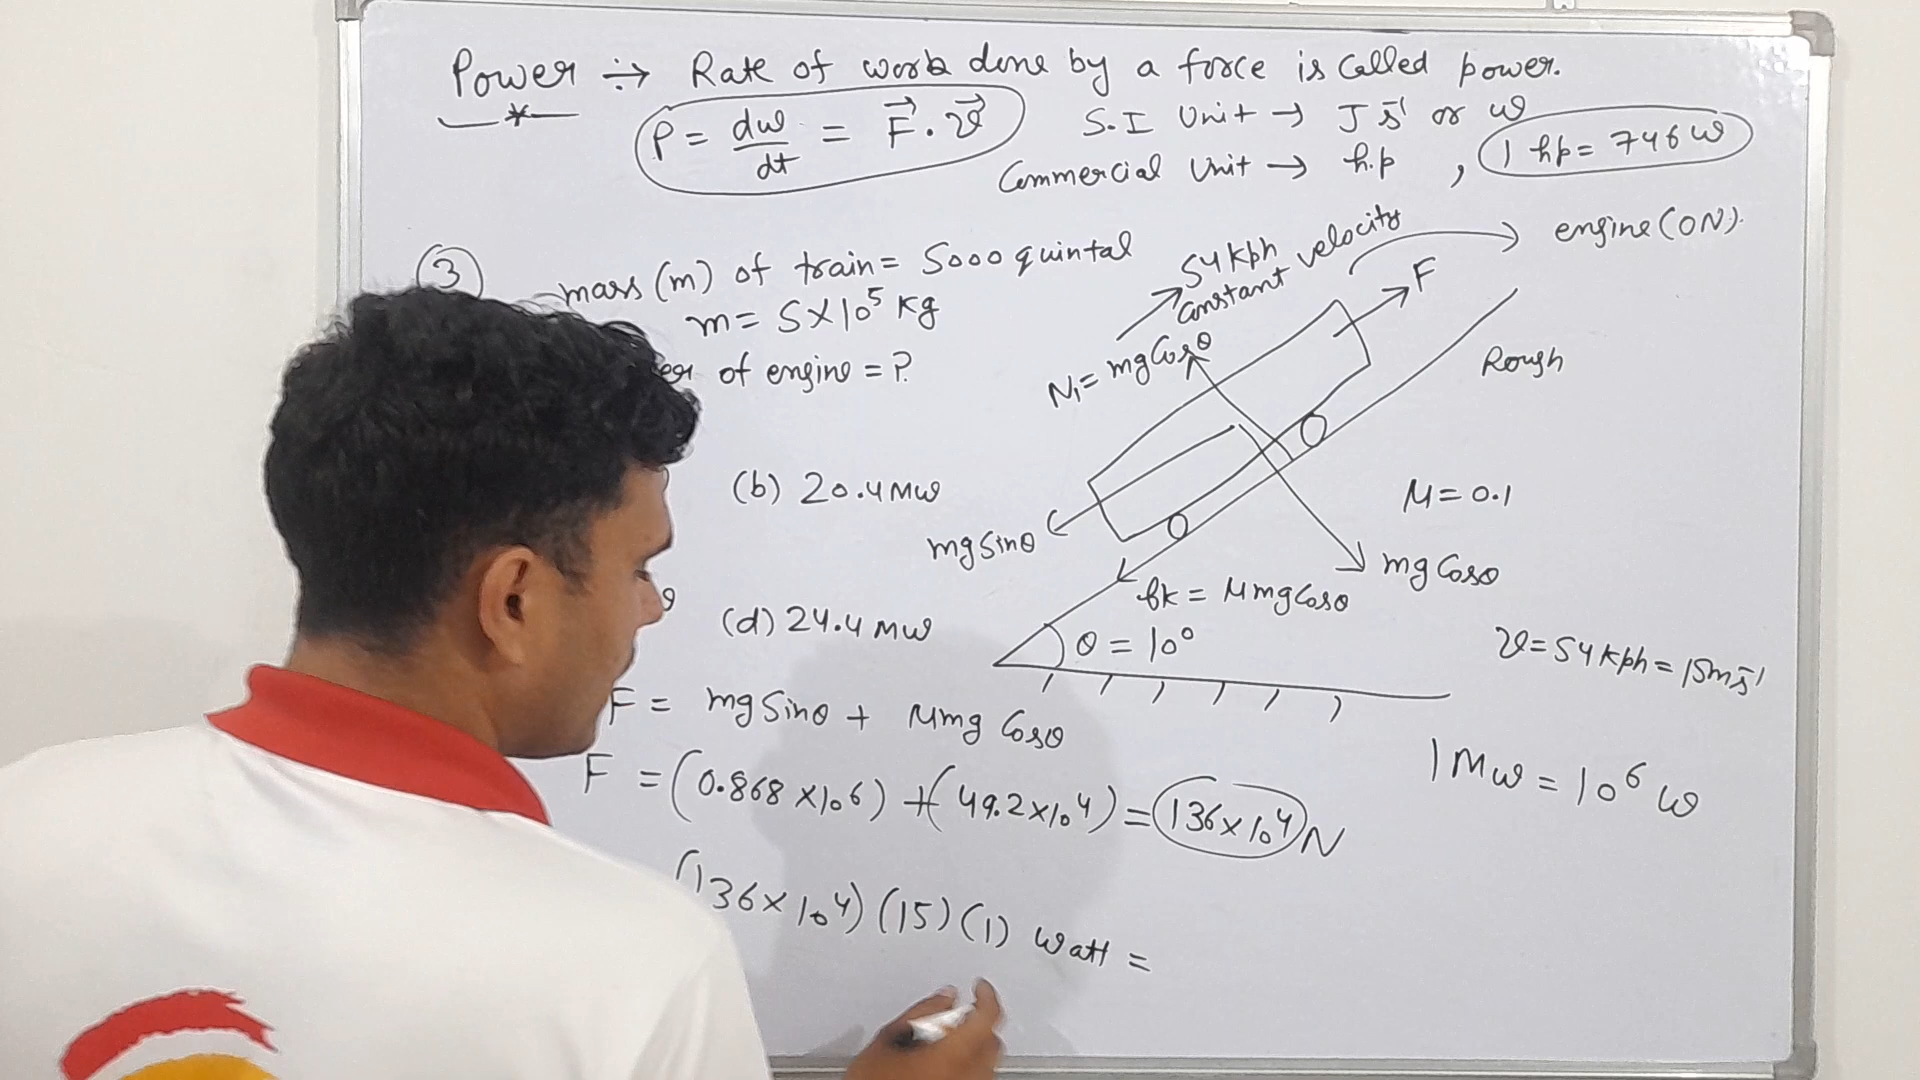 Power ÷→ Rate of work done by a force is called power.
P = dw/dt = F⃗ . v⃗
S.I Unit → J s⁻¹ or W
Commercial Unit → h.p , 1 hp = 746 W
3
mass (m) of train = 5000 quintal
m = 5×10⁵ kg
of engine = ?
(b) 20.4 MW
(d) 24.4 MW
54 kph
constant velocity
engine (ON).
F
N₁ = mg Cosθ
Rough
μ = 0.1
mg Sinθ
mg Cosθ
fk = μmg Cosθ
θ = 10°
v = 54 kph = 15 m s⁻¹
F = mg Sinθ + μmg Cosθ
F = (0.868 ×10⁶) + (49.2×10⁴) = 136×10⁴ N
1 MW = 10⁶ W
(136×10⁴) (15) (1) Watt =